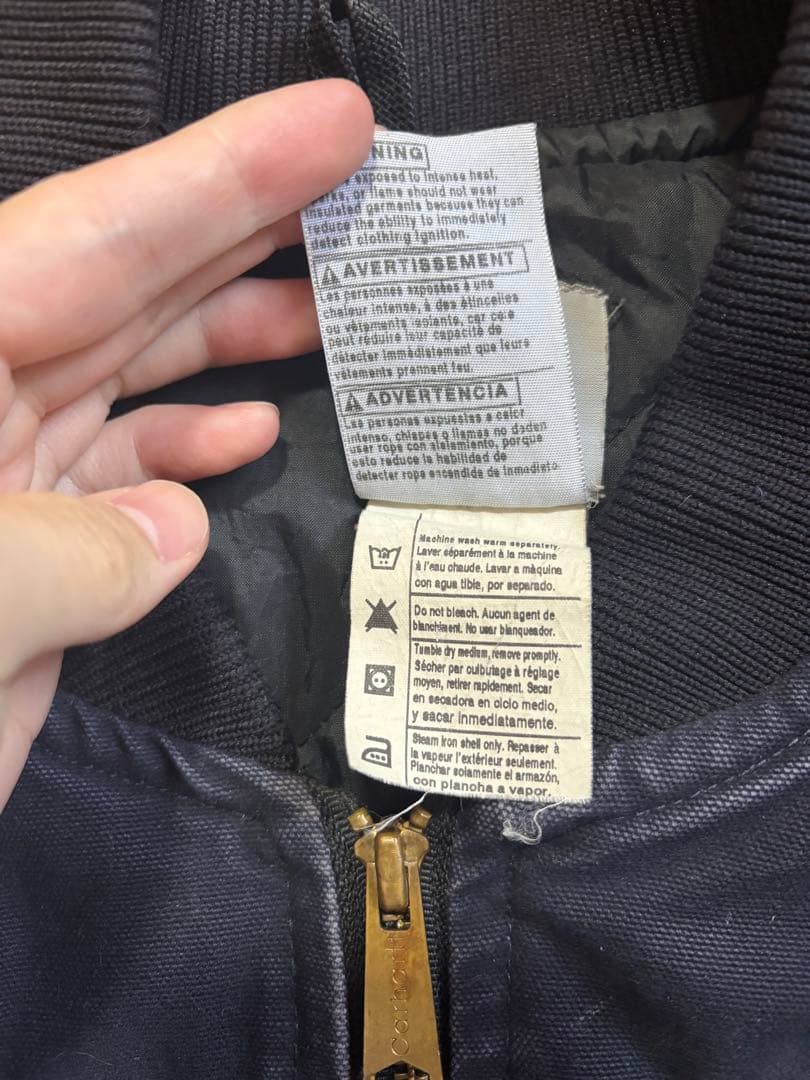 NING
exposed to intense heat,
or flame should not wear
insulated garments because they can
reduce the ability to immediately
detect clothing ignition.
AVERTISSEMENT
Les personnes exposées à une
chaleur intense, à des étincelles
ou vêtements isolants, car cela
peut réduire leur capacité de
détecter immédiatement que leurs
vêtements prennent feu.
ADVERTENCIA
Las personas expuestas a calor
intenso, chispas o llamas no daden
usar ropa con aislamiento, porque
esto reduce la habilidad de
detectar ropa encendida de inmediato
Machine wash warm separately.
Laver séparément à la machine
à l'eau chaude. Lavar a màquina
con agua tibia, por separado.
Do not bleach. Aucun agent de
blanchiment. No usar blanqueador.
Tumble dry medium, remove promptly.
Sécher par culbutage à réglage
moyen, retirer rapidement. Secar
en secadora en ciclo medio,
y sacar inmediatamente.
Steam iron shell only. Repasser à
la vapeur l'extérieur seulement.
Planchar solamente el armazón,
con plancha a vapor.
Carhartt